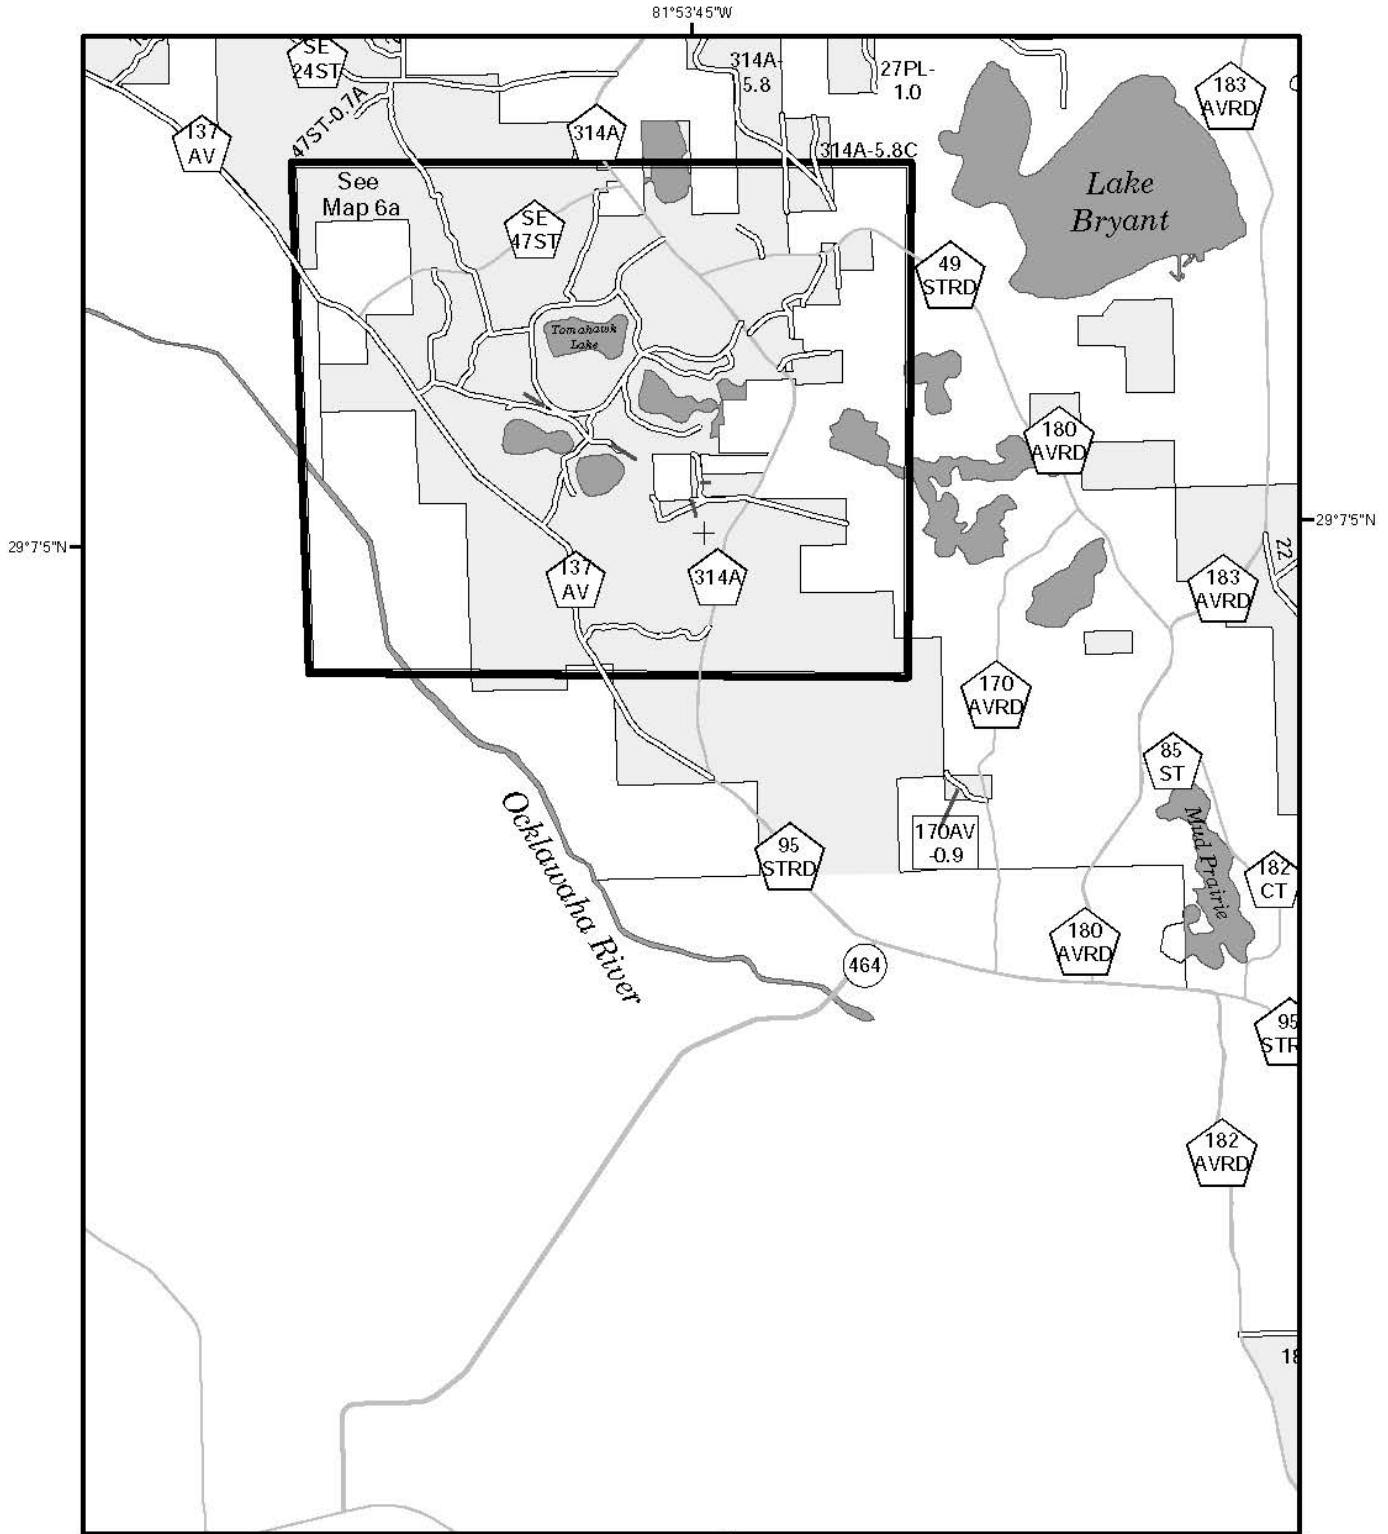 81°53'45"W
SE
24ST
314A-
5.8
27PL-
1.0
183
AVRD
47ST-0.7A
137
AV
314A
314A-5.8C
See
Map 6a
Lake
Bryant
SE
47ST
49
STRD
Tomahawk
Lake
180
AVRD
29°7'5"N
29°7'5"N
22
137
AV
314A
183
AVRD
170
AVRD
85
ST
Mud Prairie
170AV
-0.9
95
STRD
182
CT
Ocklawaha River
180
AVRD
464
95
STR
182
AVRD
18